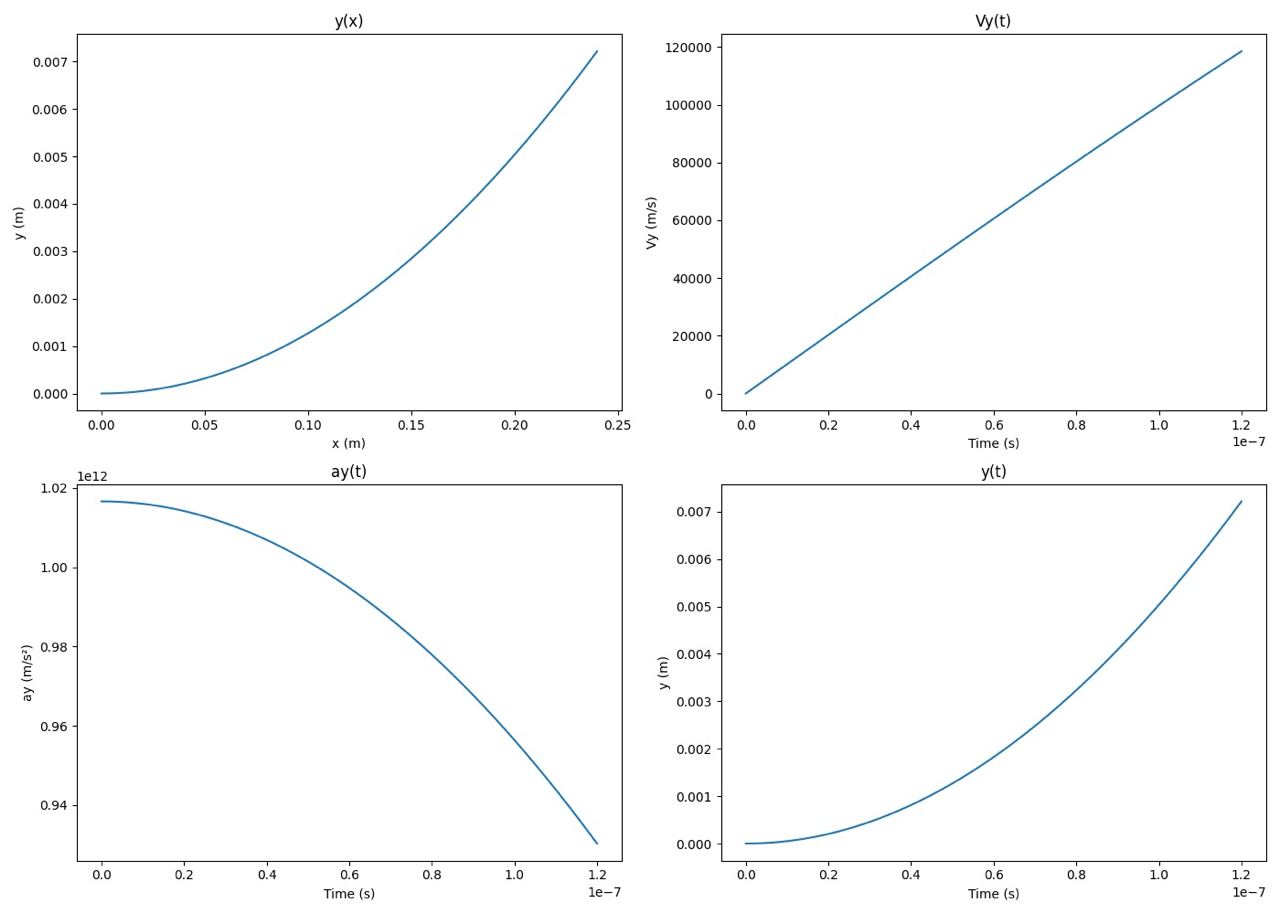 y(x)
0.007
0.006
0.005
0.004
0.003
0.002
0.001
0.000
y (m)
0.00 0.05 0.10 0.15 0.20 0.25
x (m)
Vy(t)
120000
100000
80000
60000
40000
20000
0
Vy (m/s)
0.0 0.2 0.4 0.6 0.8 1.0 1.2
1e−7
Time (s)
ay(t)
1e12
1.02
1.00
0.98
0.96
0.94
ay (m/s²)
0.0 0.2 0.4 0.6 0.8 1.0 1.2
1e−7
Time (s)
y(t)
0.007
0.006
0.005
0.004
0.003
0.002
0.001
0.000
y (m)
0.0 0.2 0.4 0.6 0.8 1.0 1.2
1e−7
Time (s)